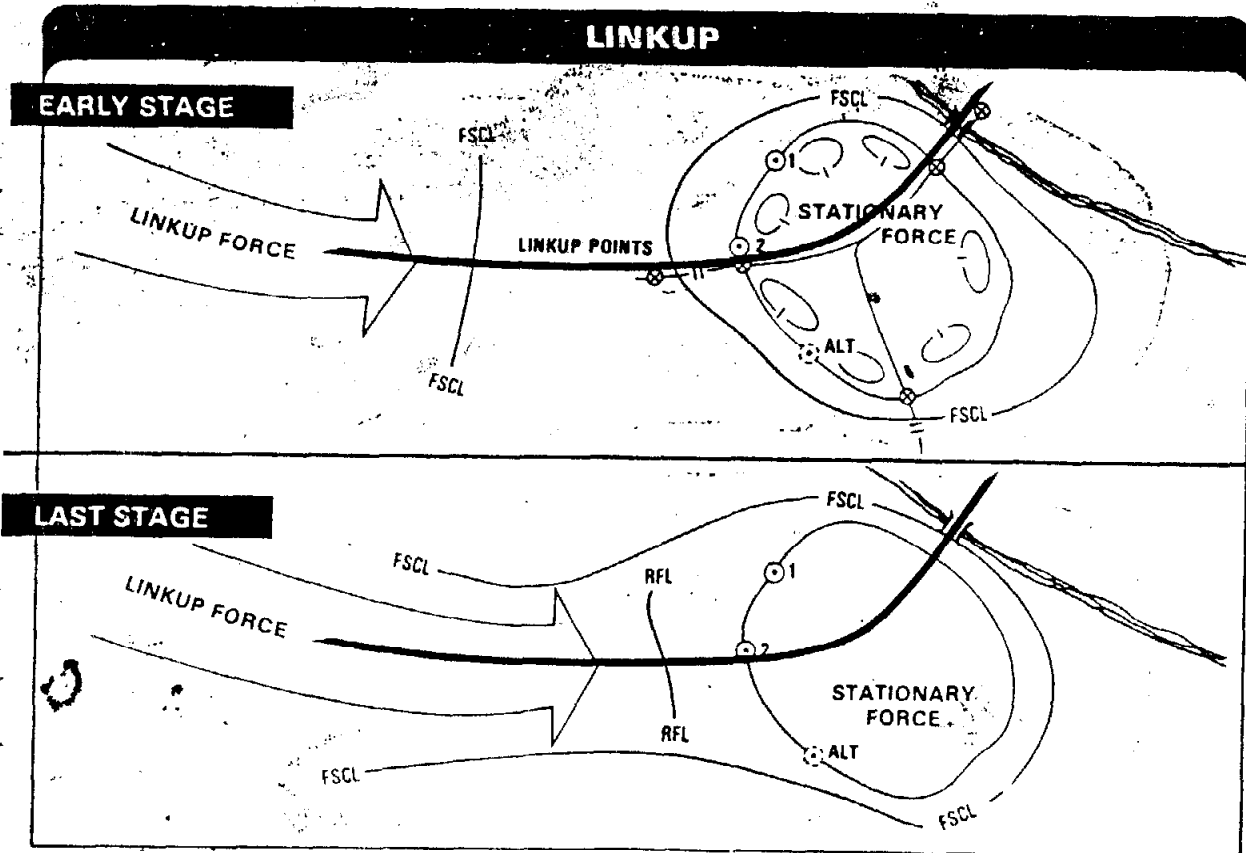 LINKUP
EARLY STAGE
FSCL
FSCL
LINKUP FORCE
LINKUP POINTS
1
STATIONARY
FORCE
2
ALT
FSCL
FSCL
LAST STAGE
FSCL
FSCL
LINKUP FORCE
RFL
1
2
STATIONARY
FORCE
RFL
ALT
FSCL
FSCL